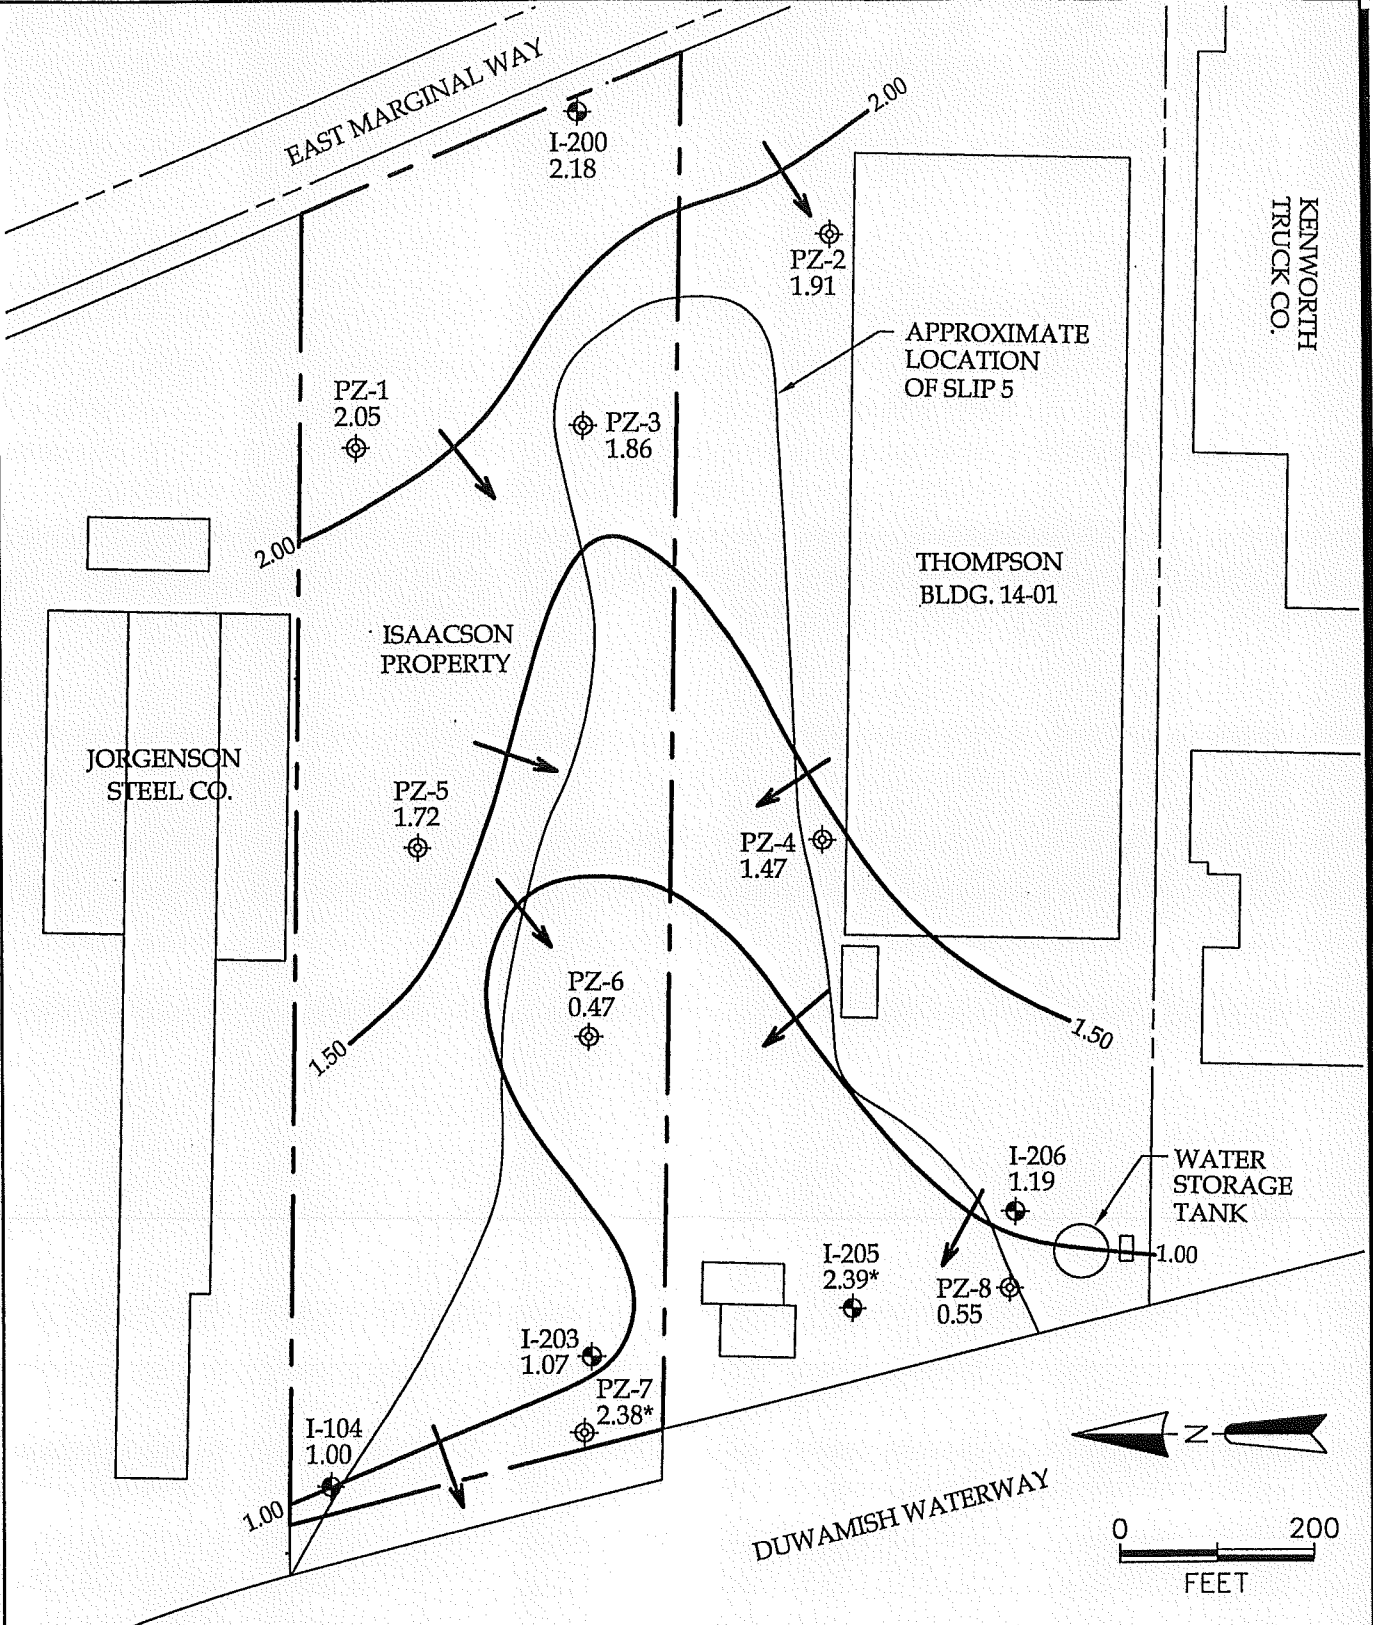 EAST MARGINAL WAY
I-200
2.18
2.00
PZ-2
1.91
KENWORTH
TRUCK CO.
APPROXIMATE
LOCATION
OF SLIP 5
PZ-1
2.05
PZ-3
1.86
2.00
THOMPSON
BLDG. 14-01
ISAACSON
PROPERTY
JORGENSON
STEEL CO.
PZ-5
1.72
PZ-4
1.47
PZ-6
0.47
1.50
1.50
I-206
1.19
WATER
STORAGE
TANK
1.00
I-205
2.39*
PZ-8
0.55
I-203
1.07
PZ-7
2.38*
I-104
1.00
1.00
N
DUWAMISH WATERWAY
0 200
FEET